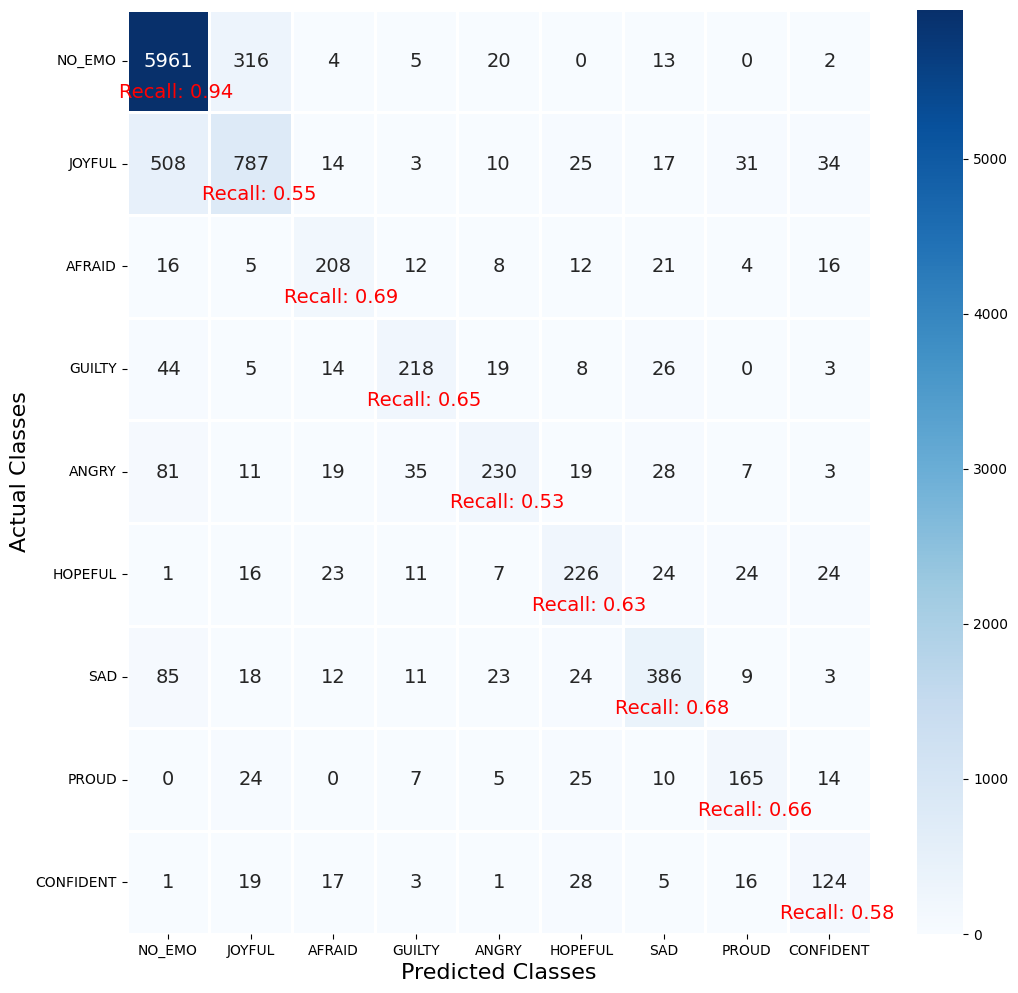 NO_EMO 5961 316 4 5 20 0 13 0 2
Recall: 0.94
JOYFUL 508 787 14 3 10 25 17 31 34
Recall: 0.55
AFRAID 16 5 208 12 8 12 21 4 16
Recall: 0.69
GUILTY 44 5 14 218 19 8 26 0 3
Recall: 0.65
ANGRY 81 11 19 35 230 19 28 7 3
Recall: 0.53
HOPEFUL 1 16 23 11 7 226 24 24 24
Recall: 0.63
SAD 85 18 12 11 23 24 386 9 3
Recall: 0.68
PROUD 0 24 0 7 5 25 10 165 14
Recall: 0.66
CONFIDENT 1 19 17 3 1 28 5 16 124
Recall: 0.58
NO_EMO JOYFUL AFRAID GUILTY ANGRY HOPEFUL SAD PROUD CONFIDENT
Predicted Classes
Actual Classes
5000
4000
3000
2000
1000
0